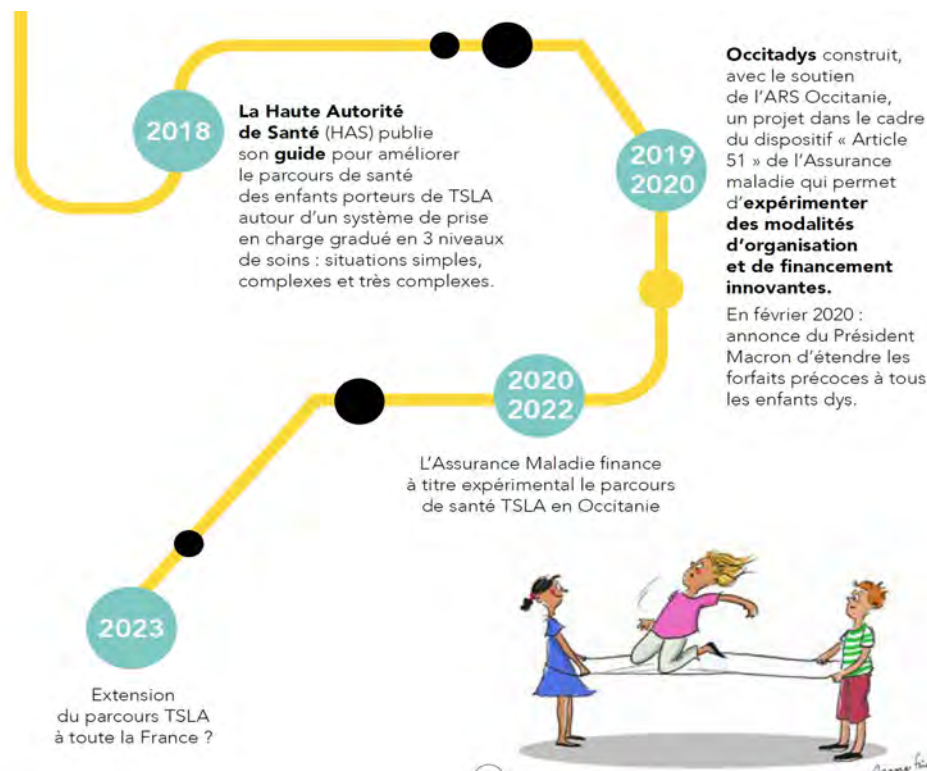 2018
La Haute Autorité
de Santé (HAS) publie
son guide pour améliorer
le parcours de santé
des enfants porteurs de TSLA
autour d'un système de prise
en charge gradué en 3 niveaux
de soins : situations simples,
complexes et très complexes.
2019
2020
Occitadys construit,
avec le soutien
de l'ARS Occitanie,
un projet dans le cadre
du dispositif « Article
51 » de l'Assurance
maladie qui permet
d'expérimenter
des modalités
d'organisation
et de financement
innovantes.
En février 2020 :
annonce du Président
Macron d'étendre les
forfaits précoces à tous
les enfants dys.
2020
2022
L'Assurance Maladie finance
à titre expérimental le parcours
de santé TSLA en Occitanie
2023
Extension
du parcours TSLA
à toute la France ?